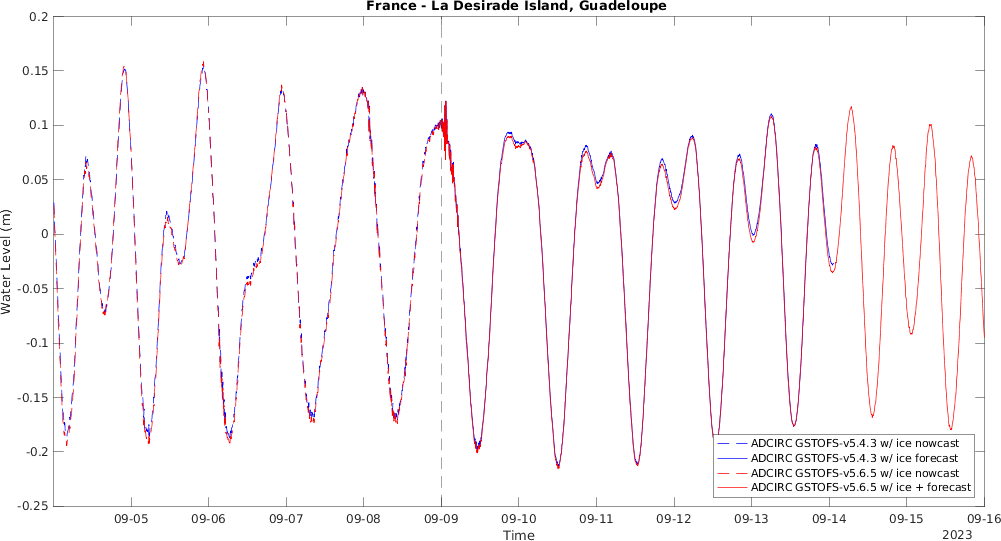 France - La Desirade Island, Guadeloupe
0.2
0.15
0.1
0.05
0
-0.05
-0.1
-0.15
-0.2
-0.25
Water Level (m)
ADCIRC GSTOFS-v5.4.3 w/ ice nowcast
ADCIRC GSTOFS-v5.4.3 w/ ice forecast
ADCIRC GSTOFS-v5.6.5 w/ ice nowcast
ADCIRC GSTOFS-v5.6.5 w/ ice + forecast
09-05 09-06 09-07 09-08 09-09 09-10 09-11 09-12 09-13 09-14 09-15 09-16
Time
2023